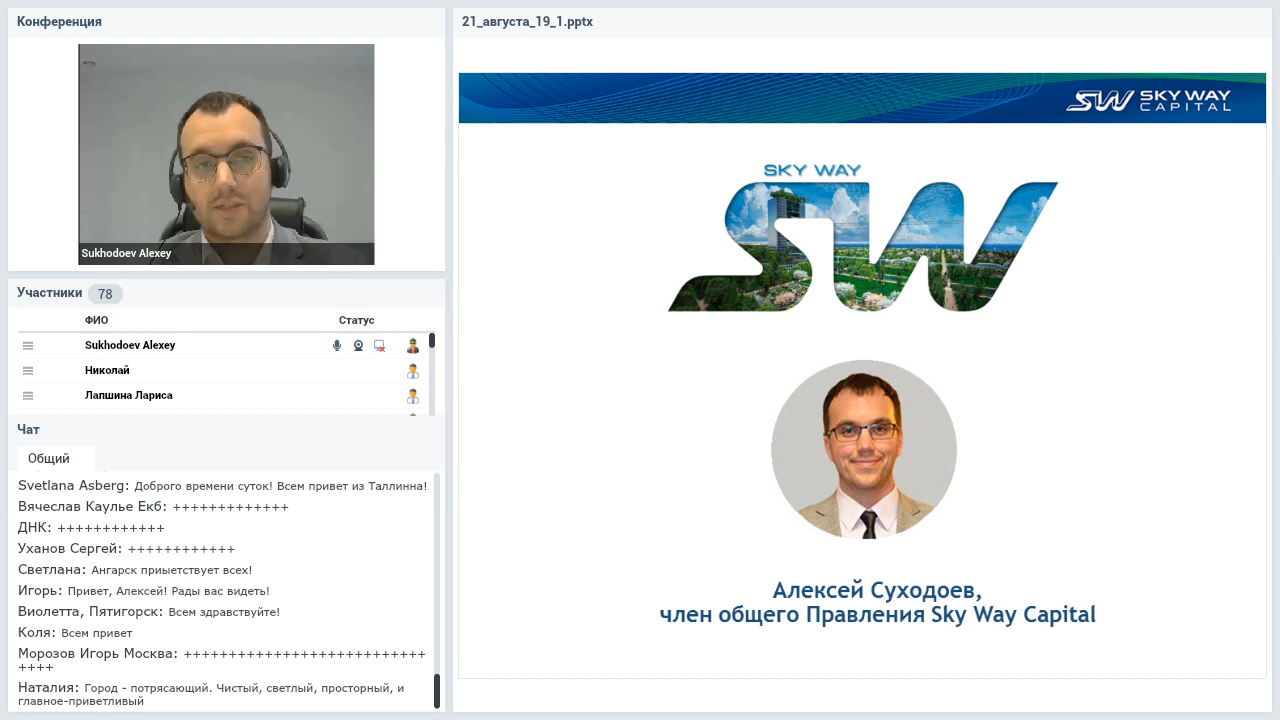 Конференция
Sukhodoev Alexey
Участники 78
ФИО Статус
Sukhodoev Alexey
Николай
Лапшина Лариса
Чат
Общий
Svetlana Asberg: Доброго времени суток! Всем привет из Таллинна!
Вячеслав Каулье Екб: +++++++++++++
ДНК: ++++++++++++
Уханов Сергей: ++++++++++++
Светлана: Ангарск приыетствует всех!
Игорь: Привет, Алексей! Рады вас видеть!
Виолетта, Пятигорск: Всем здравствуйте!
Коля: Всем привет
Морозов Игорь Москва: +++++++++++++++++++++++++++
++++
Наталия: Город - потрясающий. Чистый, светлый, просторный, и
главное-приветливый
21_августа_19_1.pptx
SW SKY WAY
CAPITAL
SKY WAY
SW
Алексей Суходоев,
член общего Правления Sky Way Capital